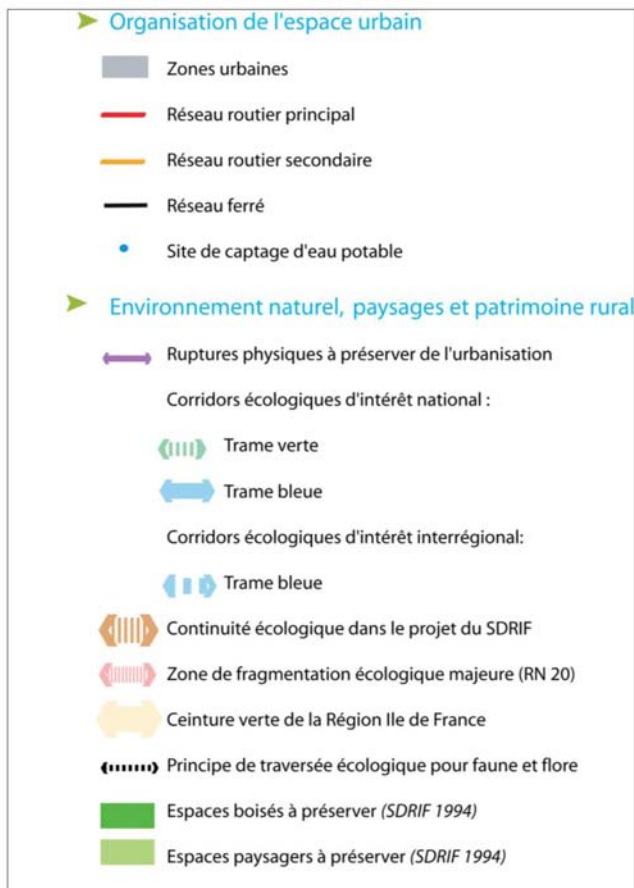 Organisation de l'espace urbain
Zones urbaines
Réseau routier principal
Réseau routier secondaire
Réseau ferré
Site de captage d'eau potable
Environnement naturel, paysages et patrimoine rural
Ruptures physiques à préserver de l'urbanisation
Corridors écologiques d'intérêt national :
Trame verte
Trame bleue
Corridors écologiques d'intérêt interrégional:
Trame bleue
Continuité écologique dans le projet du SDRIF
Zone de fragmentation écologique majeure (RN 20)
Ceinture verte de la Région Ile de France
Principe de traversée écologique pour faune et flore
Espaces boisés à préserver (SDRIF 1994)
Espaces paysagers à préserver (SDRIF 1994)